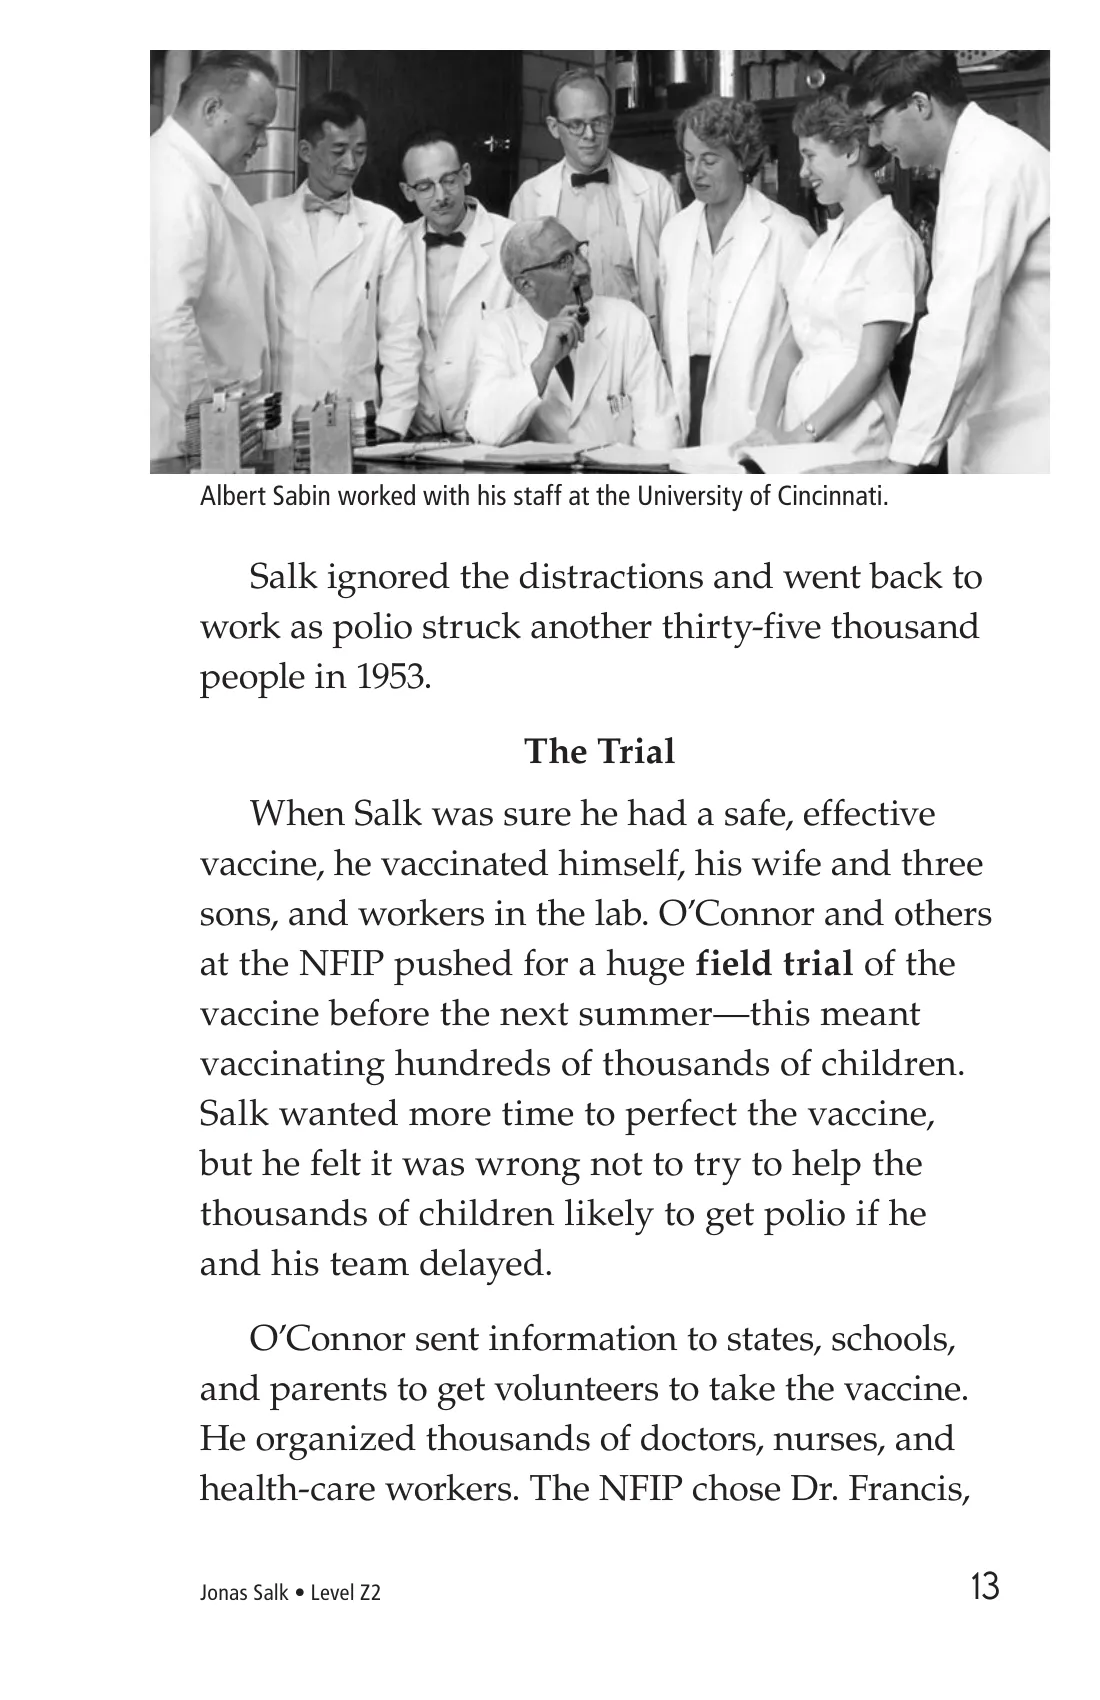 Albert Sabin worked with his staff at the University of Cincinnati.
Salk ignored the distractions and went back to
work as polio struck another thirty-five thousand
people in 1953.
The Trial
When Salk was sure he had a safe, effective
vaccine, he vaccinated himself, his wife and three
sons, and workers in the lab. O’Connor and others
at the NFIP pushed for a huge field trial of the
vaccine before the next summer—this meant
vaccinating hundreds of thousands of children.
Salk wanted more time to perfect the vaccine,
but he felt it was wrong not to try to help the
thousands of children likely to get polio if he
and his team delayed.
O’Connor sent information to states, schools,
and parents to get volunteers to take the vaccine.
He organized thousands of doctors, nurses, and
health-care workers. The NFIP chose Dr. Francis,
Jonas Salk • Level Z2
13